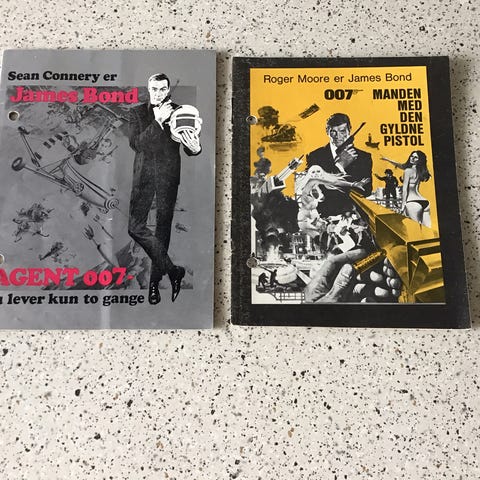 Sean Connery er
James Bond
AGENT 007-
lever kun to gange
Roger Moore er James Bond
007
MANDEN
MED
DEN
GYLDNE
PISTOL